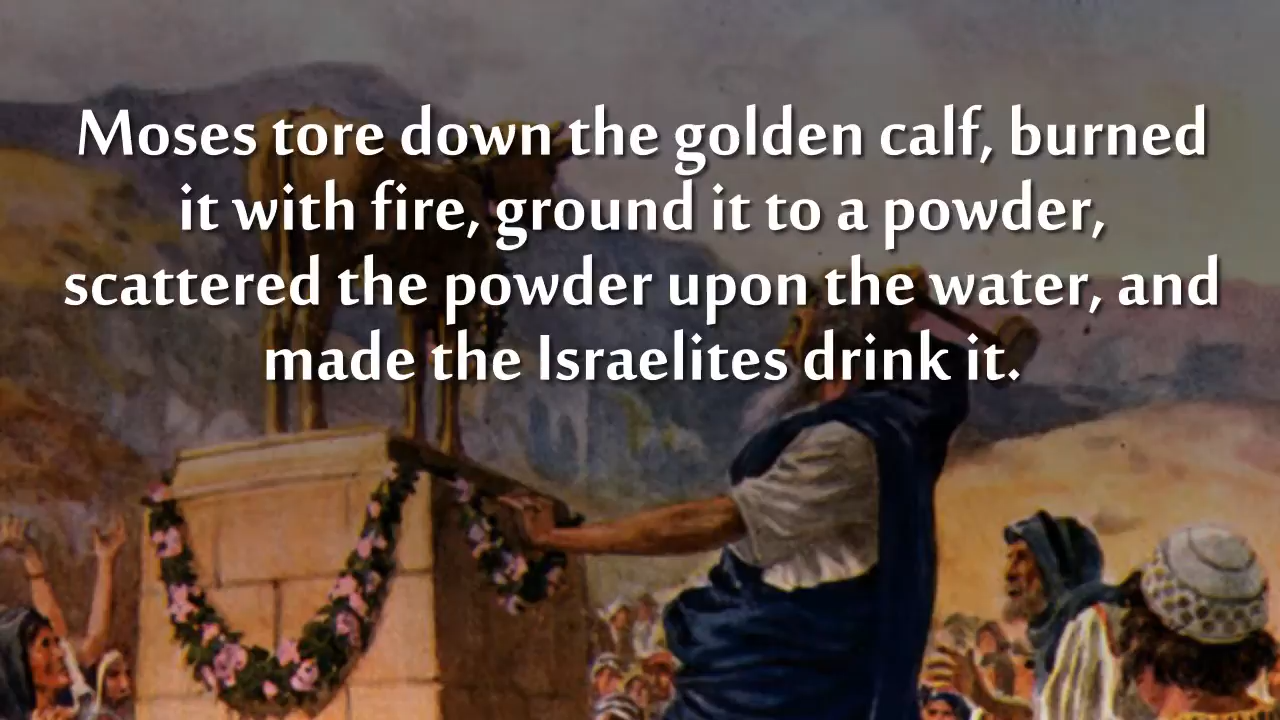 Moses tore down the golden calf, burned
it with fire, ground it to a powder,
scattered the powder upon the water, and
made the Israelites drink it.